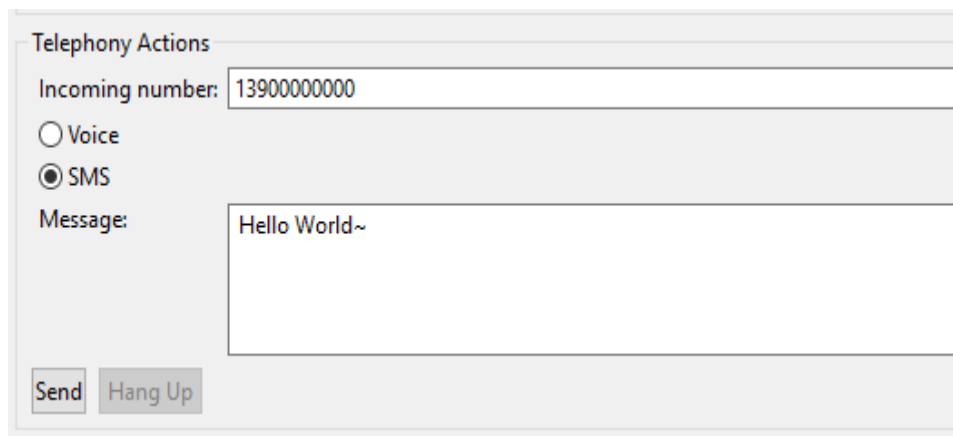 Telephony Actions
Incoming number: 13900000000
Voice
SMS
Message: Hello World~
Send Hang Up